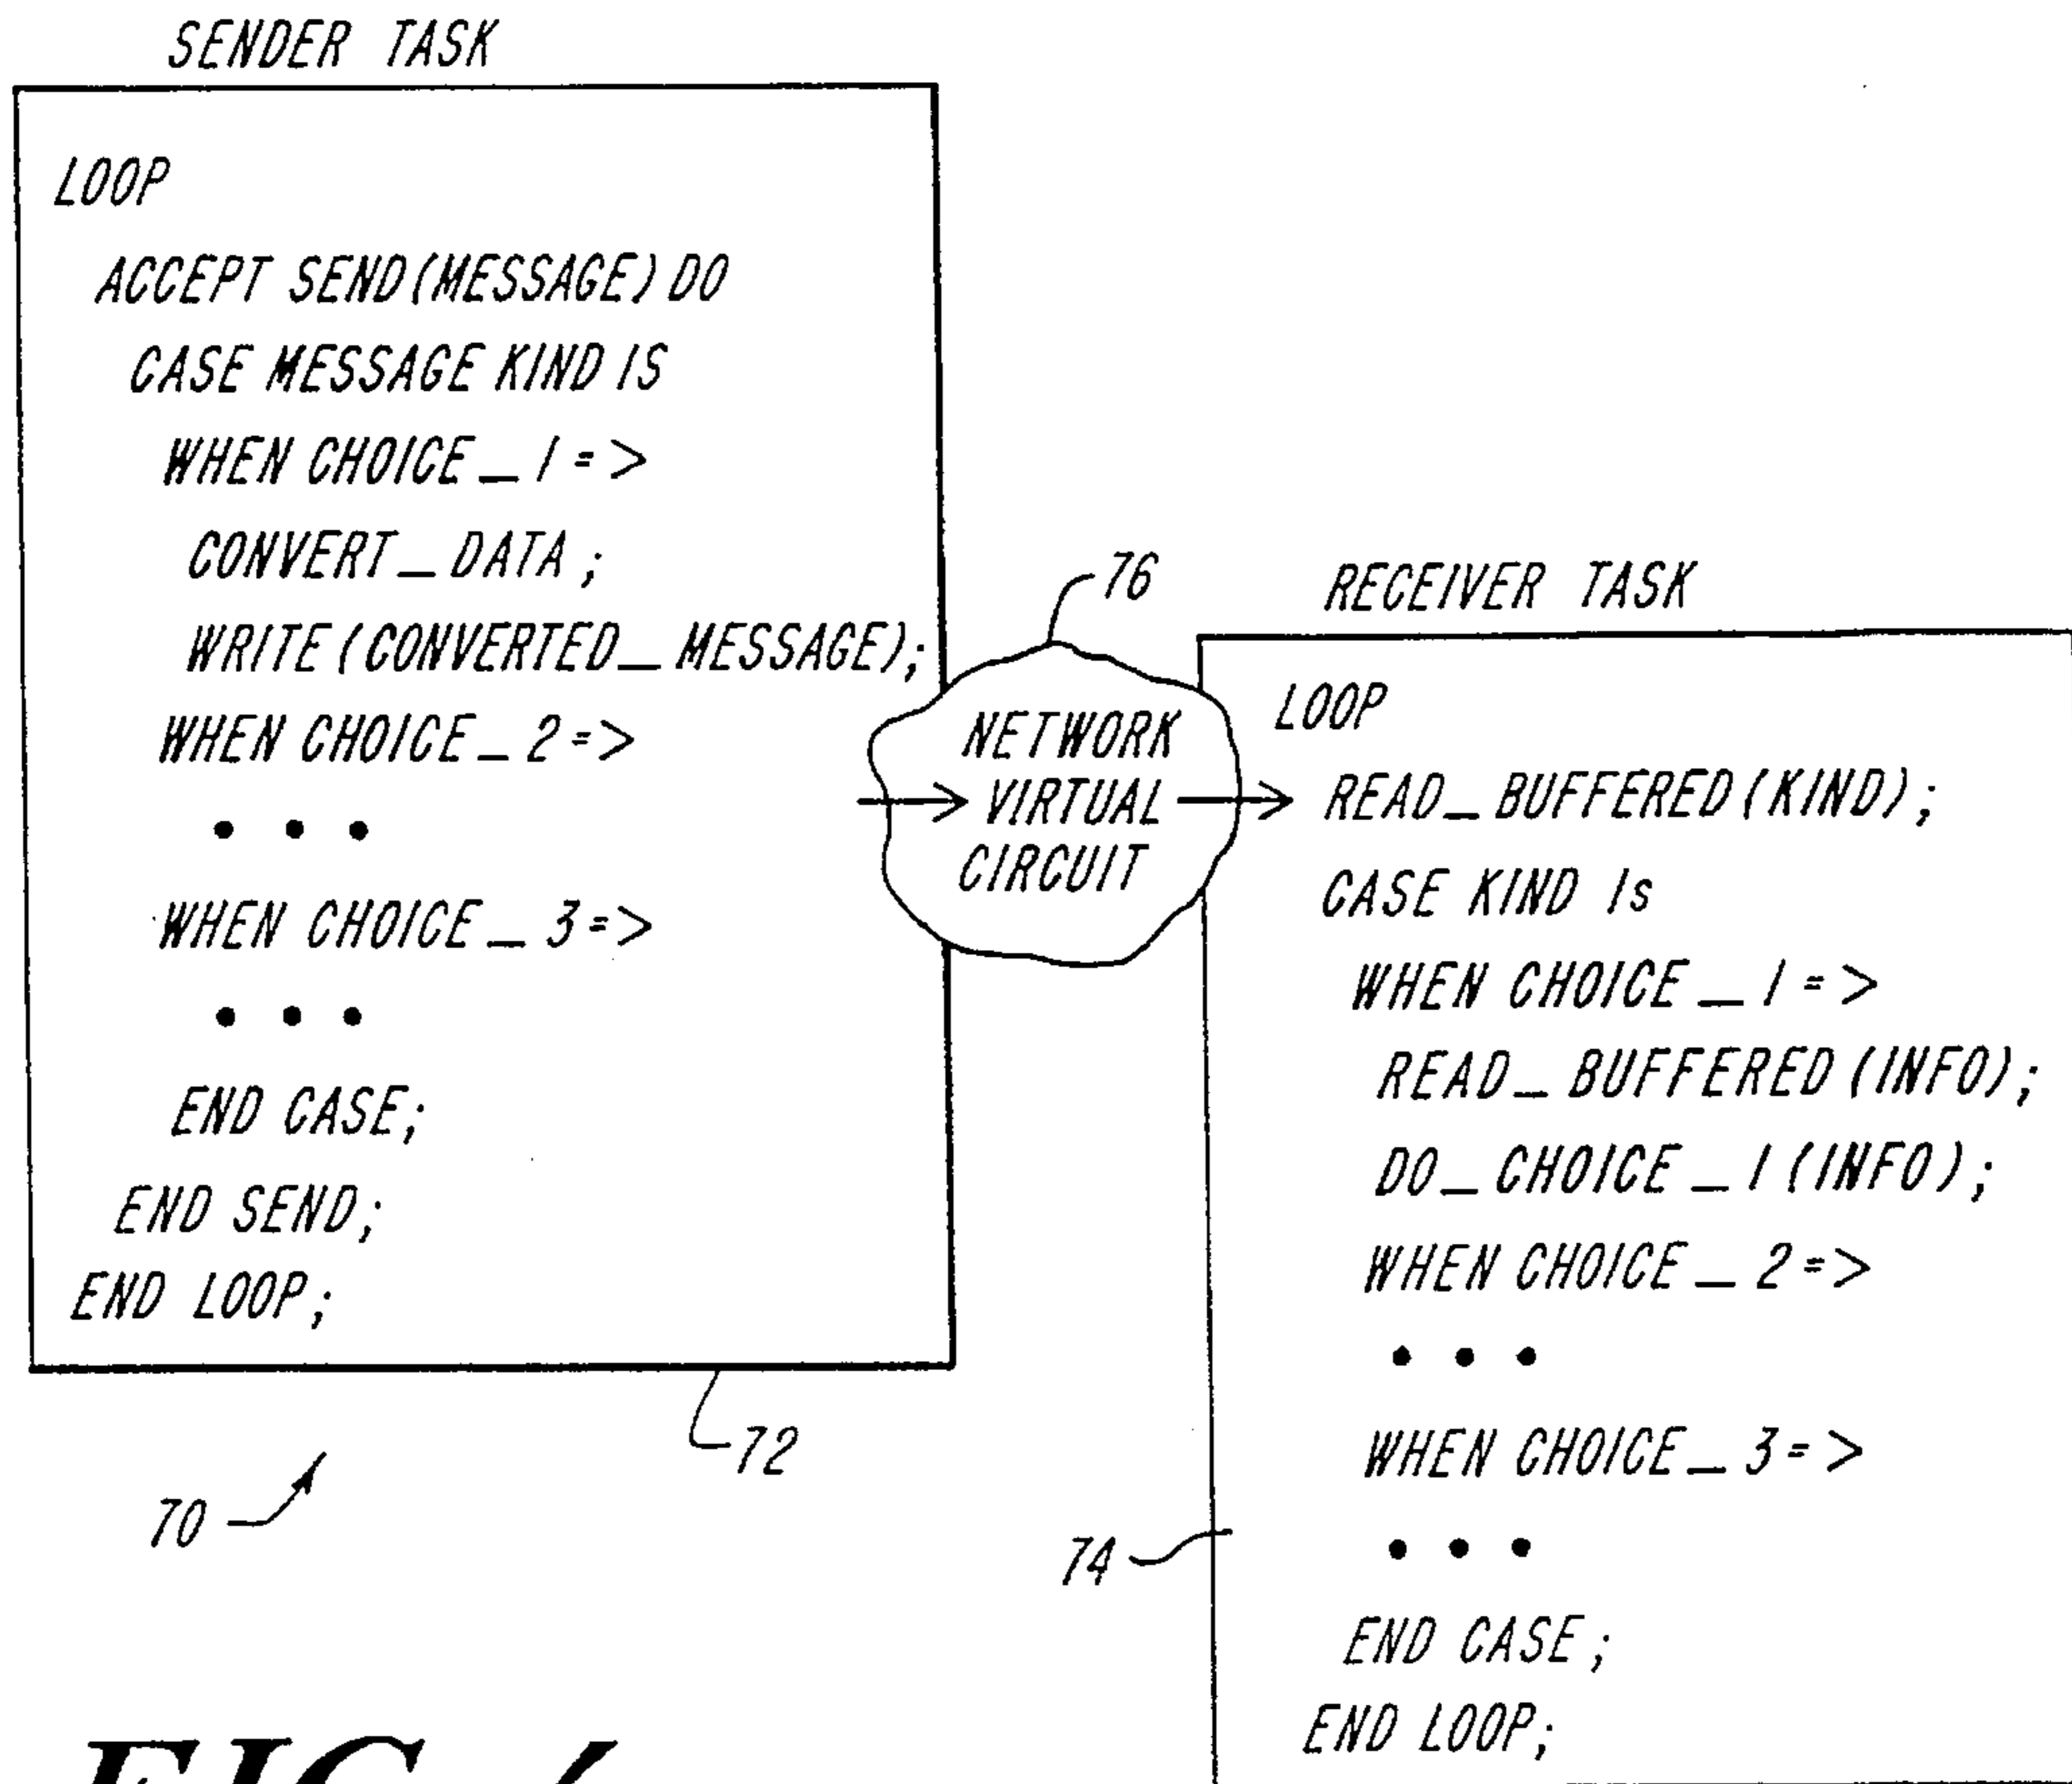 SENDER TASK
LOOP
ACCEPT SEND(MESSAGE) DO
CASE MESSAGE KIND IS
WHEN CHOICE_1=>
CONVERT_DATA;
WRITE(CONVERTED_MESSAGE);
WHEN CHOICE_2=>
• • •
WHEN CHOICE_3=>
• • •
END CASE;
END SEND;
END LOOP;
72
70
76
NETWORK
VIRTUAL
CIRCUIT
RECEIVER TASK
LOOP
READ_BUFFERED(KIND);
CASE KIND Is
WHEN CHOICE_1=>
READ_BUFFERED(INFO);
DO_CHOICE_1(INFO);
WHEN CHOICE_2=>
• • •
WHEN CHOICE_3=>
• • •
END CASE;
END LOOP;
74
FIG.